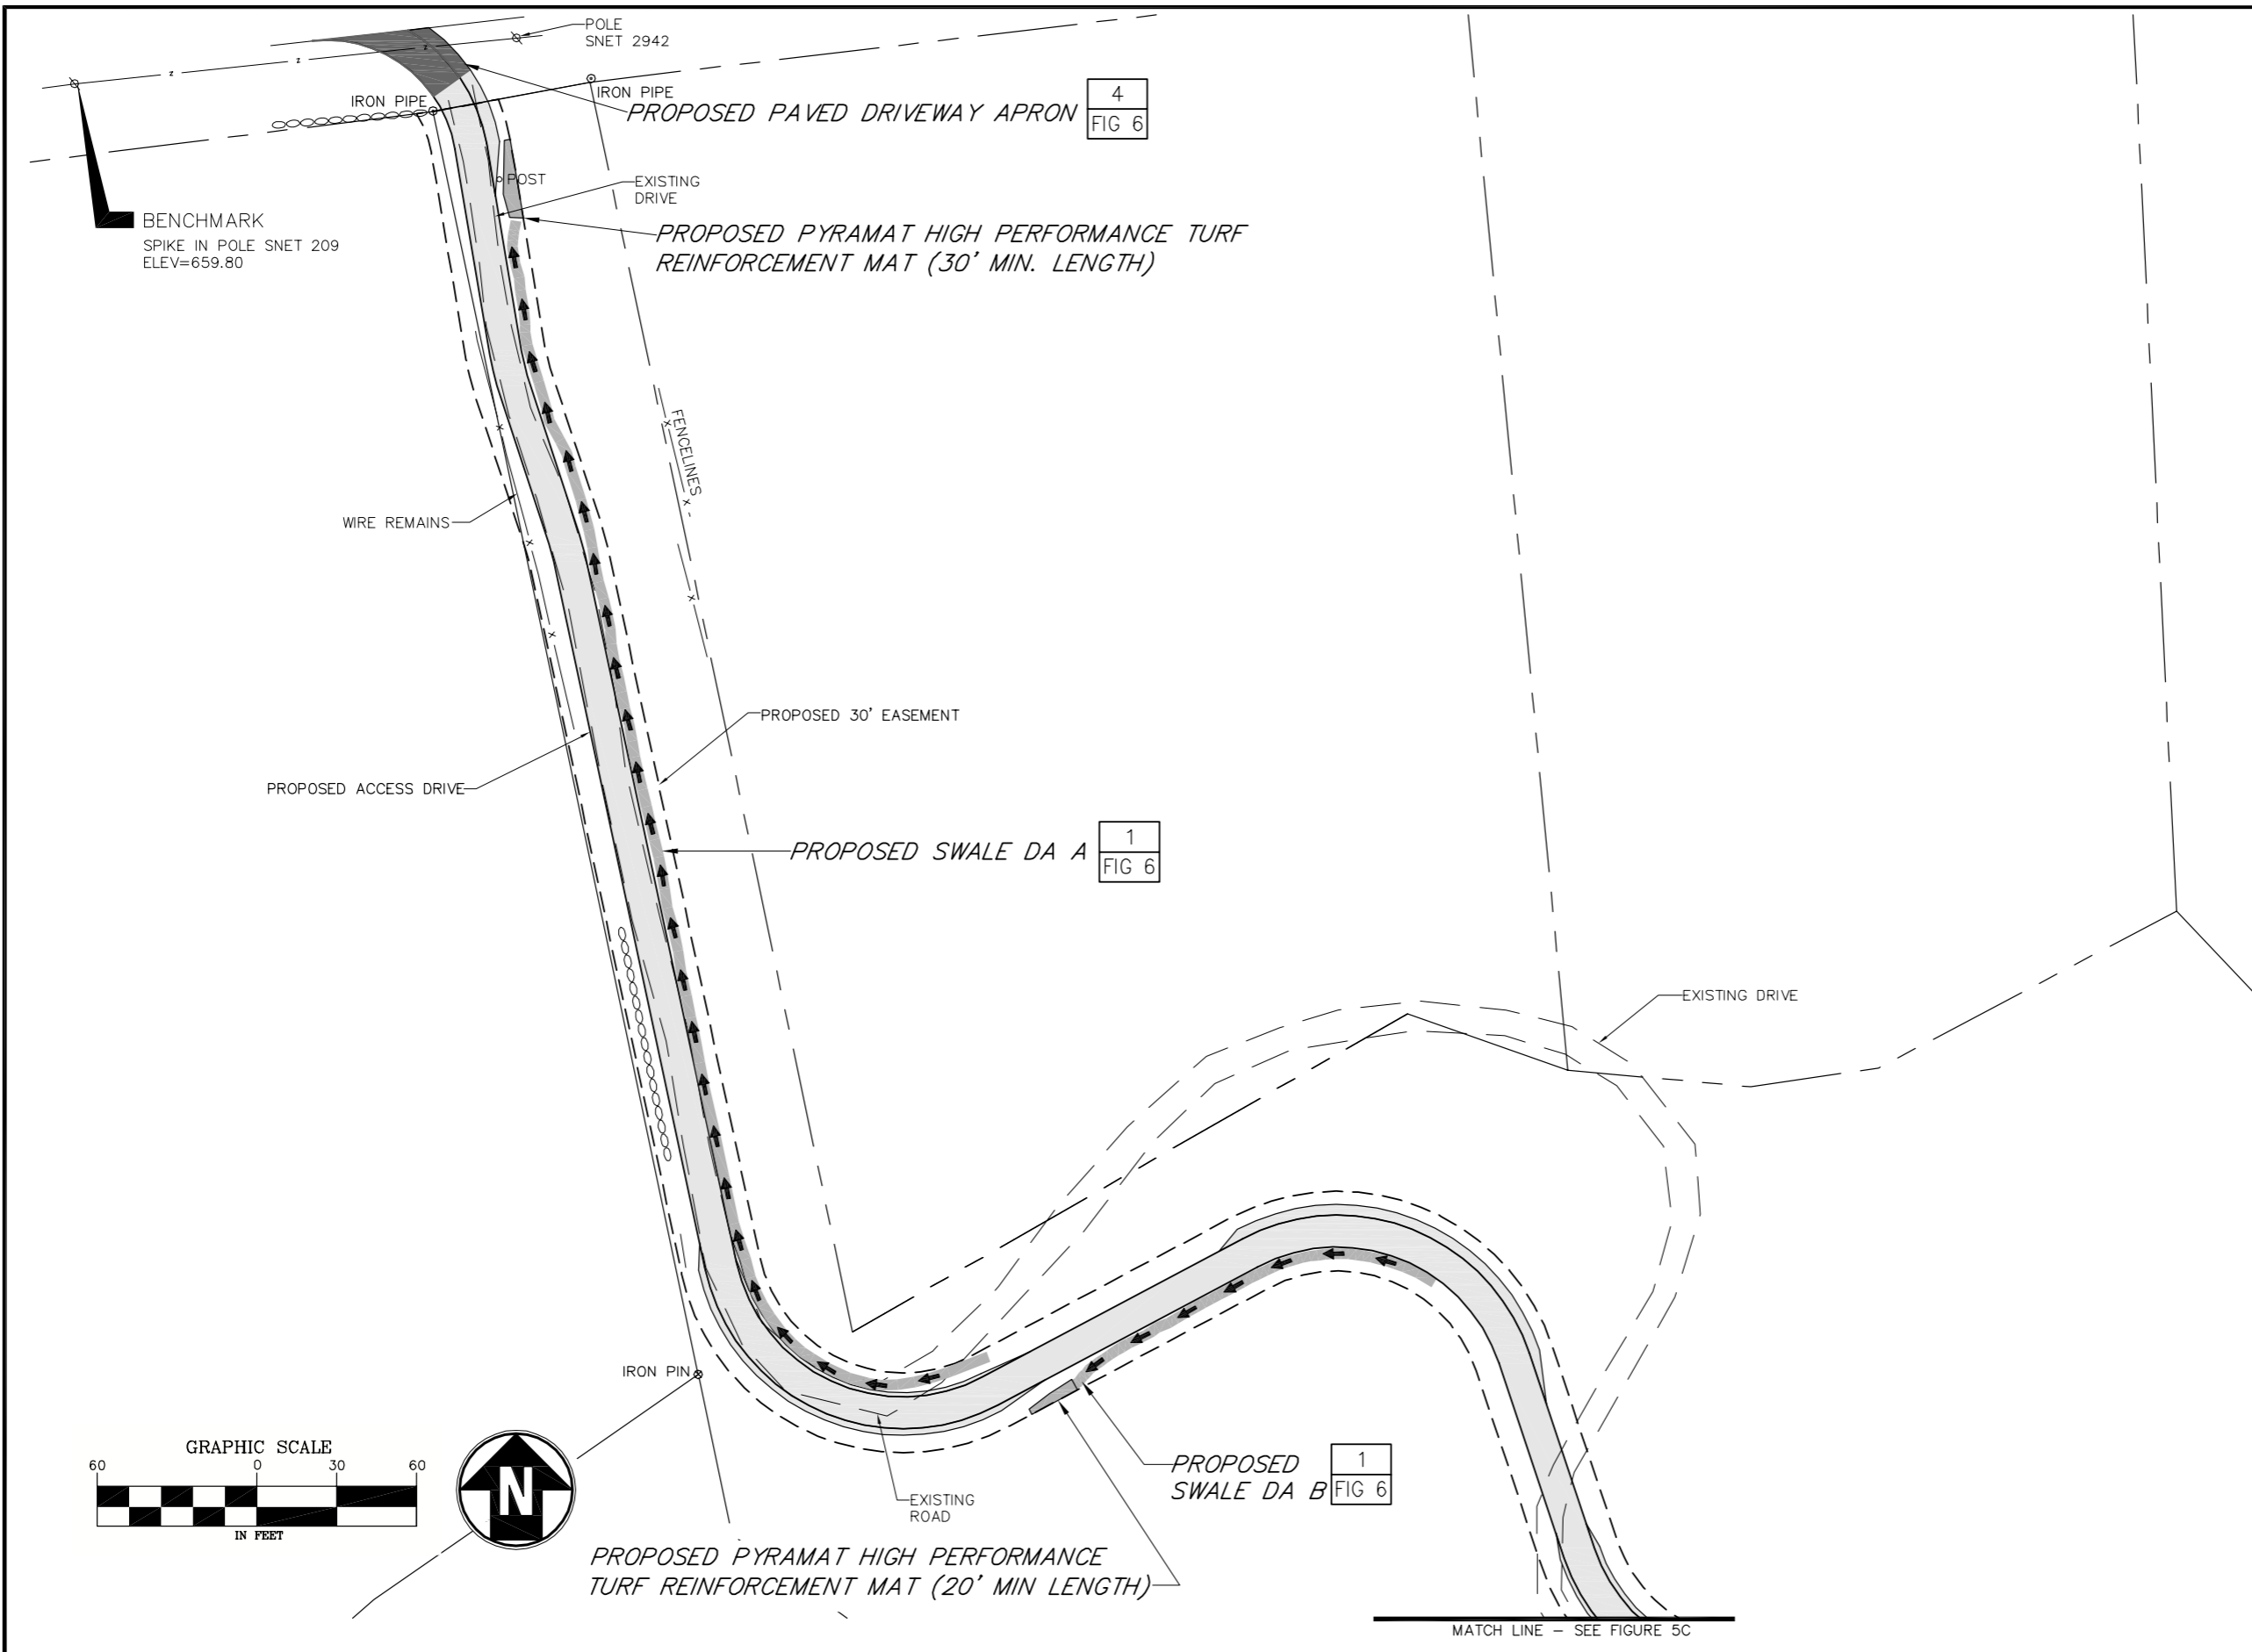 POLE
SNET 2942
IRON PIPE
IRON PIPE
PROPOSED PAVED DRIVEWAY APRON
4
FIG 6
POST
EXISTING
DRIVE
BENCHMARK
SPIKE IN POLE SNET 209
ELEV=659.80
PROPOSED PYRAMAT HIGH PERFORMANCE TURF
REINFORCEMENT MAT (30' MIN. LENGTH)
FENCELINES
WIRE REMAINS
PROPOSED 30' EASEMENT
PROPOSED ACCESS DRIVE
PROPOSED SWALE DA A
1
FIG 6
EXISTING DRIVE
IRON PIN
GRAPHIC SCALE
60 0 30 60
IN FEET
N
EXISTING
ROAD
PROPOSED
SWALE DA B
1
FIG 6
PROPOSED PYRAMAT HIGH PERFORMANCE
TURF REINFORCEMENT MAT (20' MIN LENGTH)
MATCH LINE – SEE FIGURE 5C